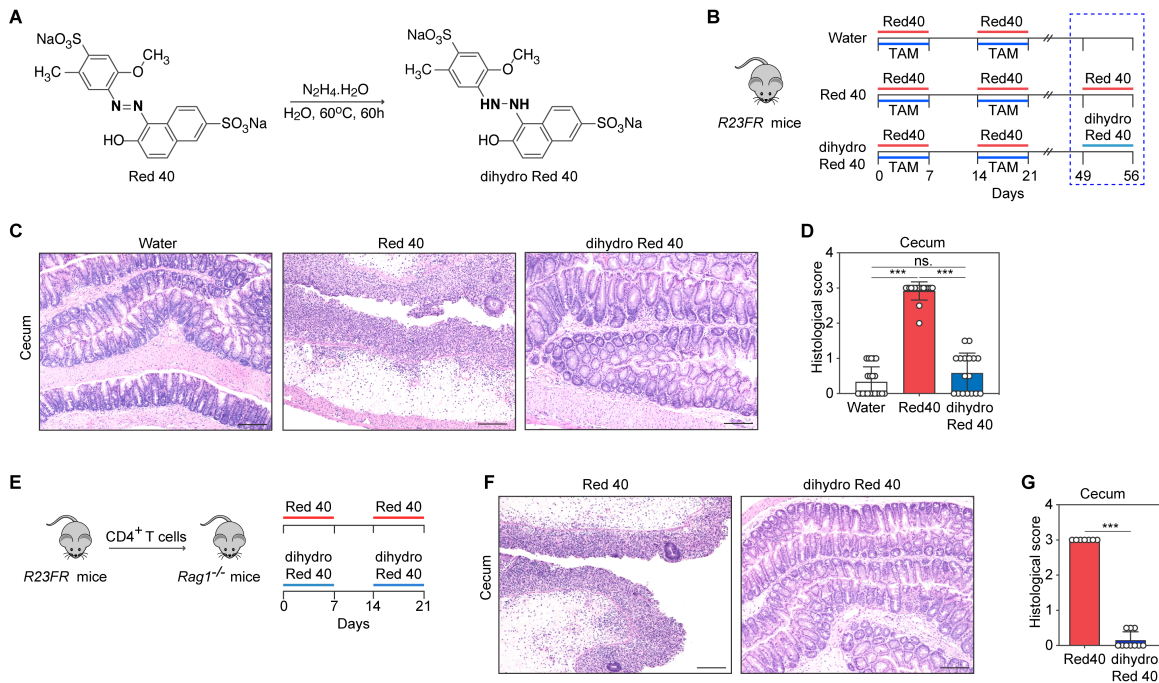 A
NaO₃S
CH₃
H₃C
O
N=N
HO
SO₃Na
Red 40
N₂H₄.H₂O
H₂O, 60ºC, 60h
NaO₃S
CH₃
H₃C
O
HN-NH
HO
SO₃Na
dihydro Red 40
B
R23FR mice
Water
Red40
TAM
Red40
TAM
Red 40
Red40
TAM
Red40
TAM
Red 40
dihydro
Red 40
Red40
TAM
Red40
TAM
dihydro
Red 40
0
7
14
21
49
56
Days
C
Water
Red 40
dihydro Red 40
Cecum
D
Cecum
ns.
***
***
Histological score
4
3
2
1
0
Water
Red40
dihydro
Red 40
E
R23FR mice
CD4⁺ T cells
Rag1⁻/⁻ mice
Red 40
Red 40
dihydro
Red 40
dihydro
Red 40
0
7
14
21
Days
F
Red 40
dihydro Red 40
Cecum
G
Cecum
***
Histological score
4
3
2
1
0
Red40
dihydro
Red 40